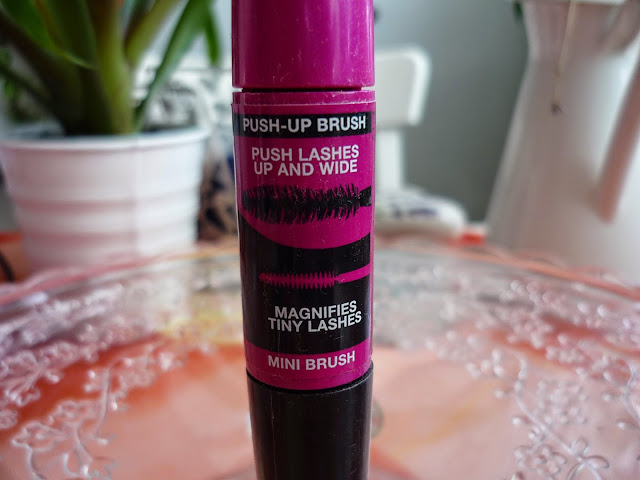 PUSH-UP BRUSH
PUSH LASHES
UP AND WIDE
MAGNIFIES
TINY LASHES
MINI BRUSH